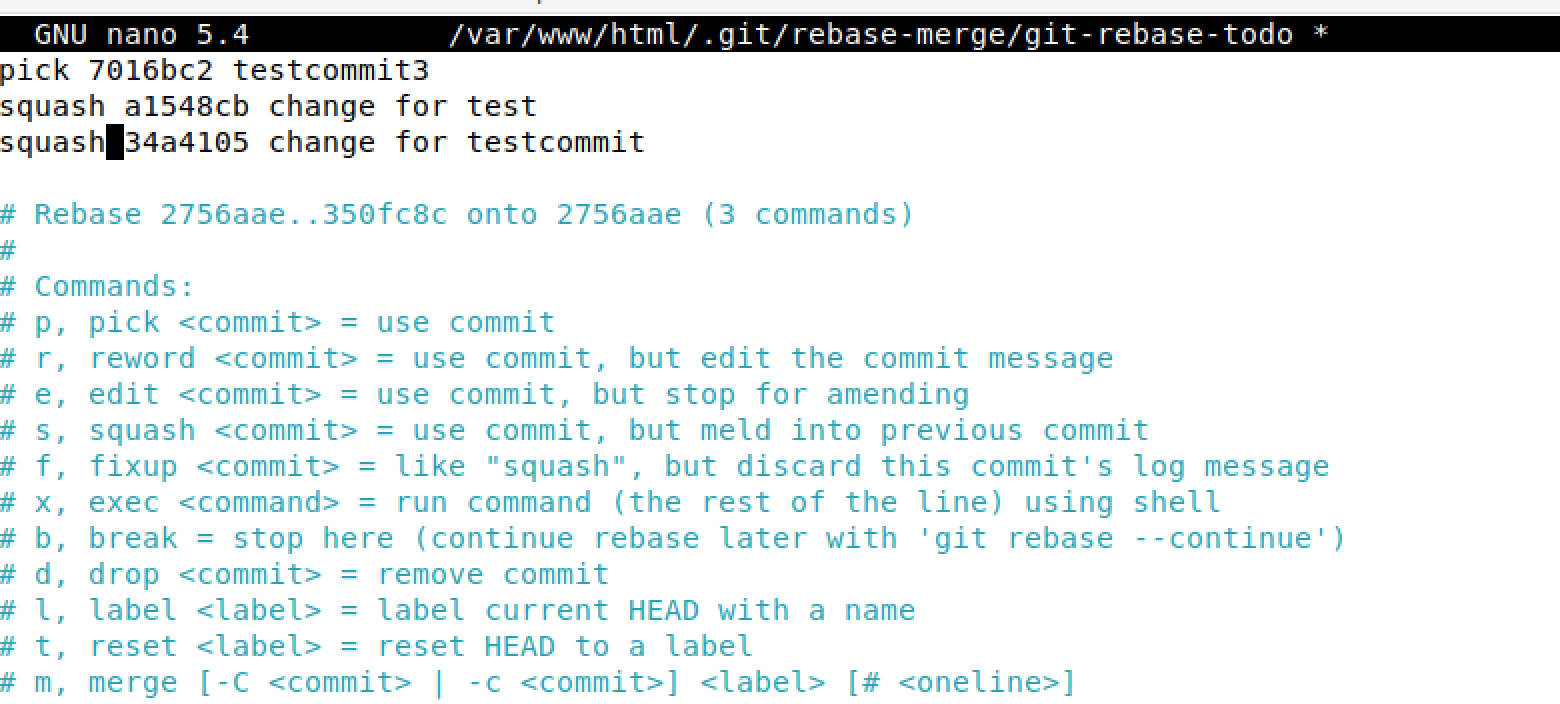 GNU nano 5.4 /var/www/html/.git/rebase-merge/git-rebase-todo *
pick 7016bc2 testcommit3
squash a1548cb change for test
squash 34a4105 change for testcommit
# Rebase 2756aae..350fc8c onto 2756aae (3 commands)
#
# Commands:
# p, pick <commit> = use commit
# r, reword <commit> = use commit, but edit the commit message
# e, edit <commit> = use commit, but stop for amending
# s, squash <commit> = use commit, but meld into previous commit
# f, fixup <commit> = like "squash", but discard this commit's log message
# x, exec <command> = run command (the rest of the line) using shell
# b, break = stop here (continue rebase later with 'git rebase --continue')
# d, drop <commit> = remove commit
# l, label <label> = label current HEAD with a name
# t, reset <label> = reset HEAD to a label
# m, merge [-C <commit> | -c <commit>] <label> [# <oneline>]